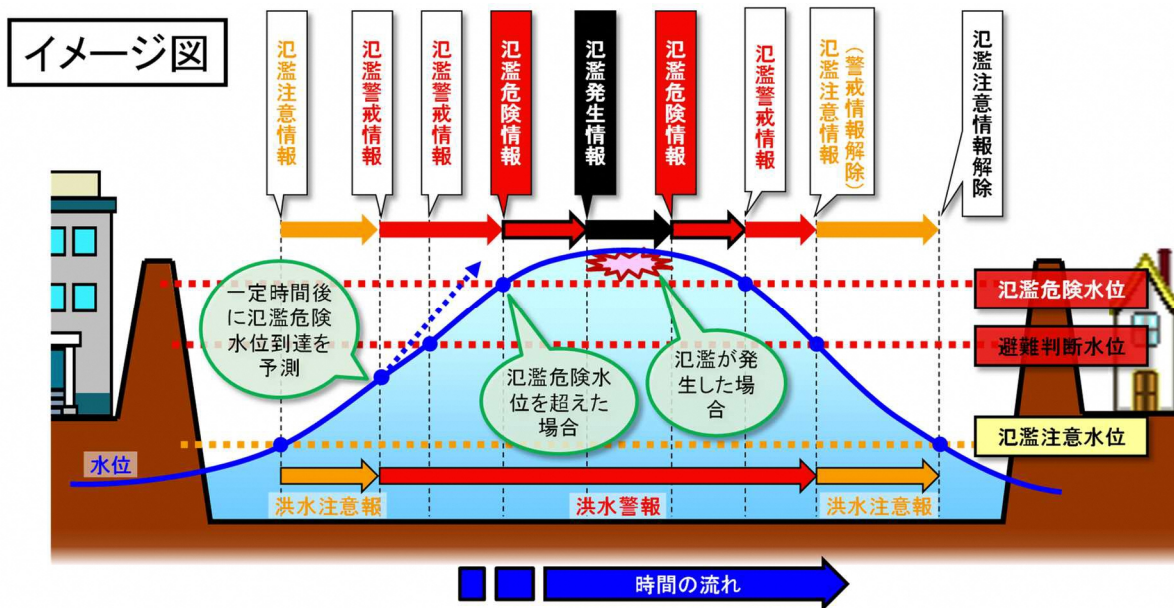 イメージ図
氾濫注意情報
氾濫警戒情報
氾濫警戒情報
氾濫危険情報
氾濫発生情報
氾濫危険情報
氾濫警戒情報
(警戒情報解除)
氾濫注意情報
氾濫注意情報解除
一定時間後
に氾濫危険
水位到達を
予測
氾濫危険水
位を超えた
場合
氾濫が発
生した場
合
氾濫危険水位
避難判断水位
氾濫注意水位
水位
洪水注意報
洪水警報
洪水注意報
時間の流れ